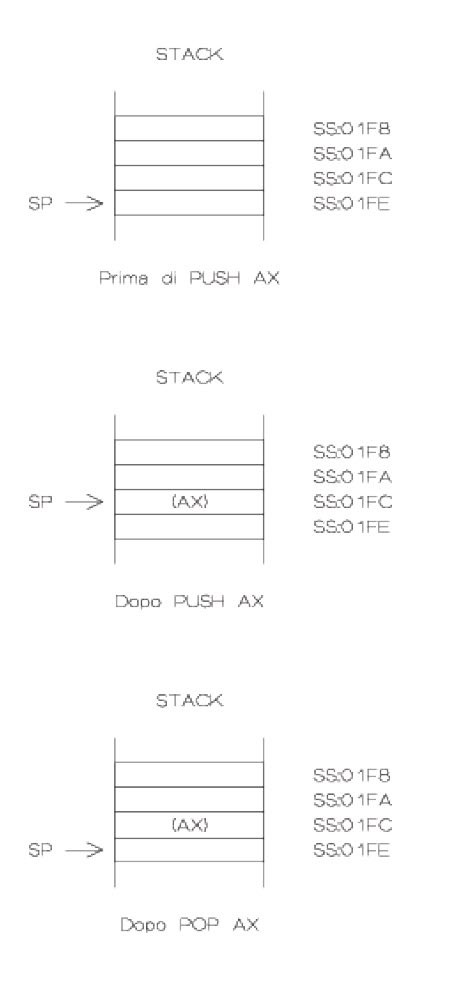 STACK
SS:01F8
SS:01FA
SS:01FC
SP SS:01FE
Prima di PUSH AX
STACK
SS:01F8
SS:01FA
SP (AX) SS:01FC
SS:01FE
Dopo PUSH AX
STACK
SS:01F8
SS:01FA
(AX) SS:01FC
SP SS:01FE
Dopo POP AX